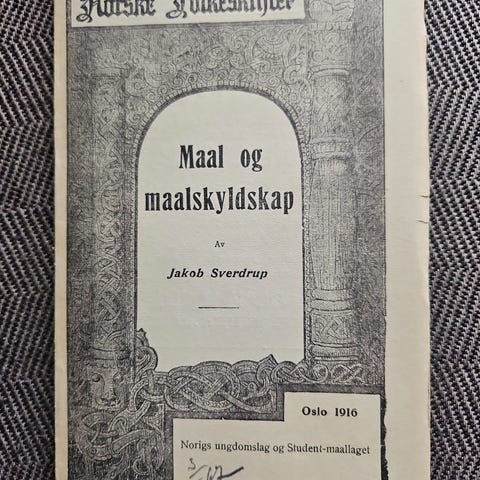 Norske Folkeskrifter
Maal og
maalskyldskap
Av
Jakob Sverdrup
Oslo 1916
Norigs ungdomslag og Student-maallaget